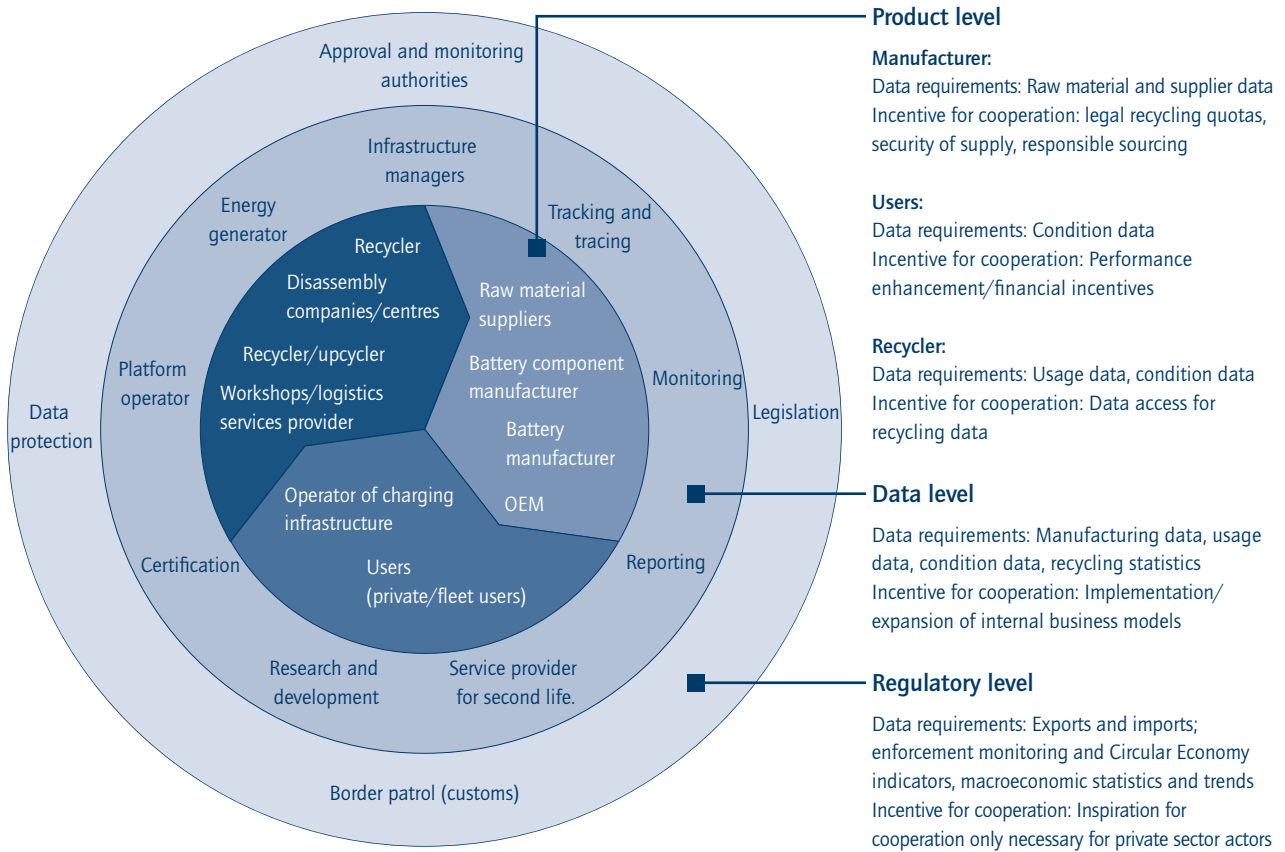 Approval and monitoring
authorities
Infrastructure
managers
Energy
generator
Tracking and
tracing
Recycler
Disassembly
companies/centres
Raw material
suppliers
Recycler/upcycler
Battery component
manufacturer
Platform
operator
Monitoring
Workshops/logistics
services provider
Data
protection
Legislation
Battery
manufacturer
Operator of charging
infrastructure
OEM
Certification
Reporting
Users
(private/fleet users)
Research and
development
Service provider
for second life.
Border patrol (customs)
Product level
Manufacturer:
Data requirements: Raw material and supplier data
Incentive for cooperation: legal recycling quotas,
security of supply, responsible sourcing
Users:
Data requirements: Condition data
Incentive for cooperation: Performance
enhancement/financial incentives
Recycler:
Data requirements: Usage data, condition data
Incentive for cooperation: Data access for
recycling data
Data level
Data requirements: Manufacturing data, usage
data, condition data, recycling statistics
Incentive for cooperation: Implementation/
expansion of internal business models
Regulatory level
Data requirements: Exports and imports;
enforcement monitoring and Circular Economy
indicators, macroeconomic statistics and trends
Incentive for cooperation: Inspiration for
cooperation only necessary for private sector actors